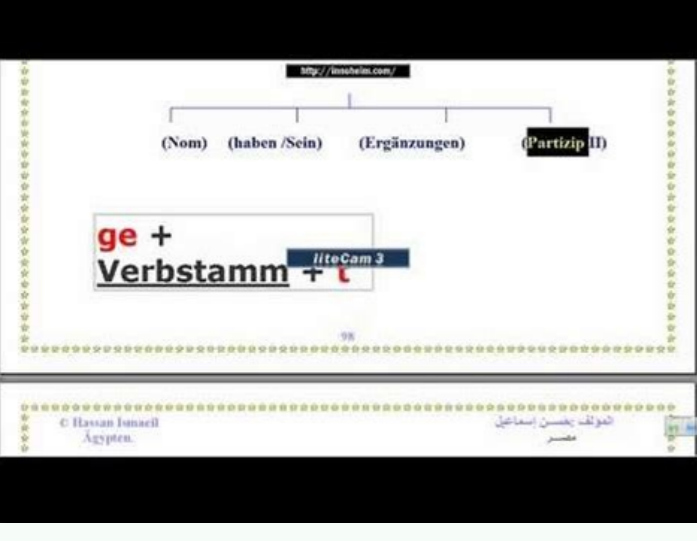 http://insoheim.com/
(Nom) (haben /Sein) (Ergänzungen) (Partizip II)
ge +
liteCam 3
Verbstamm + t
98
© Hassan Ismaeil
المؤلف :حسن إسماعيل
Ägypten.
مصر